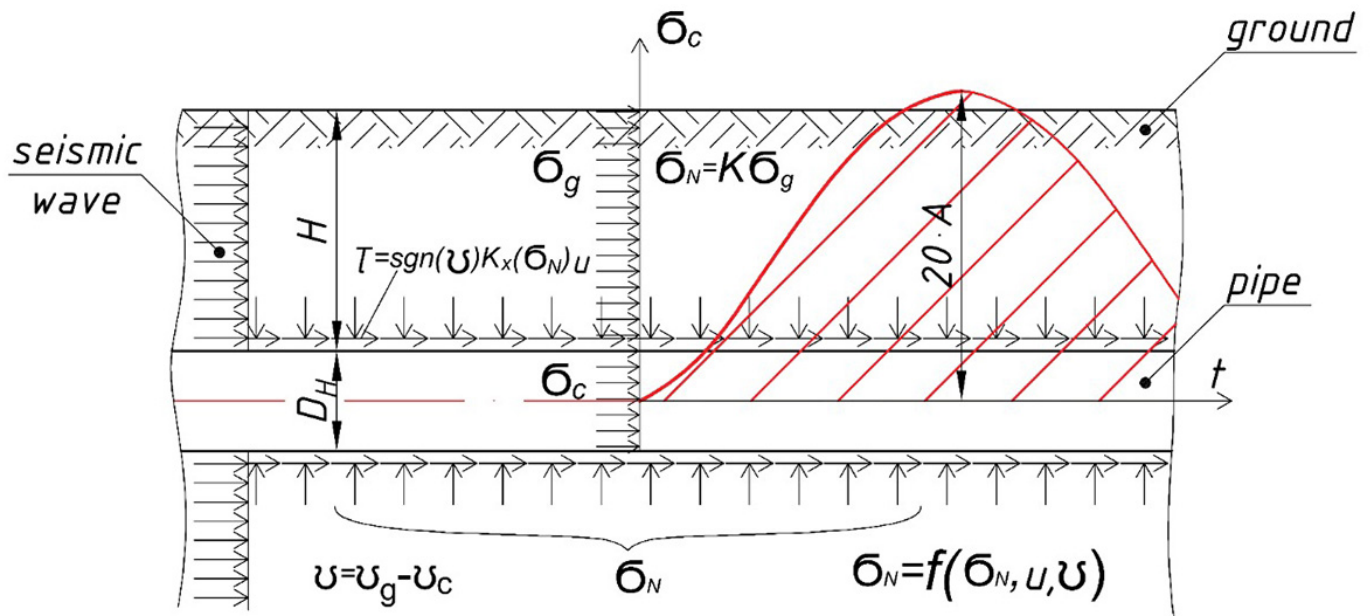 σc
ground
seismic
wave
σg
σN=Kσg
H
τ=sgn(υ)Kx(σN)u
20·A
pipe
σc
DH
t
υ=υg-υc
σN
σN=f(σN,u,υ)